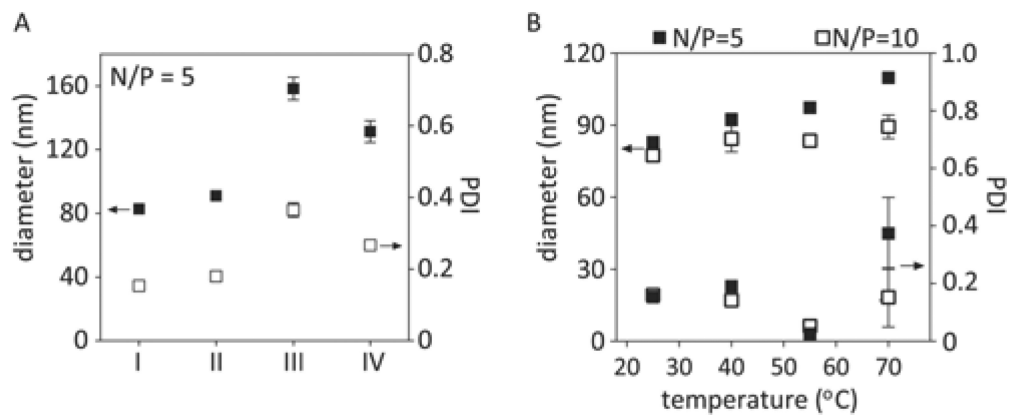 A
N/P = 5
diameter (nm)
160
120
80
40
0
0.8
0.6
0.4
0.2
0.0
PDI
I II III IV
B
N/P=5 N/P=10
diameter (nm)
120
90
60
30
0
1.0
0.8
0.6
0.4
0.2
0.0
PDI
20 30 40 50 60 70
temperature (°C)